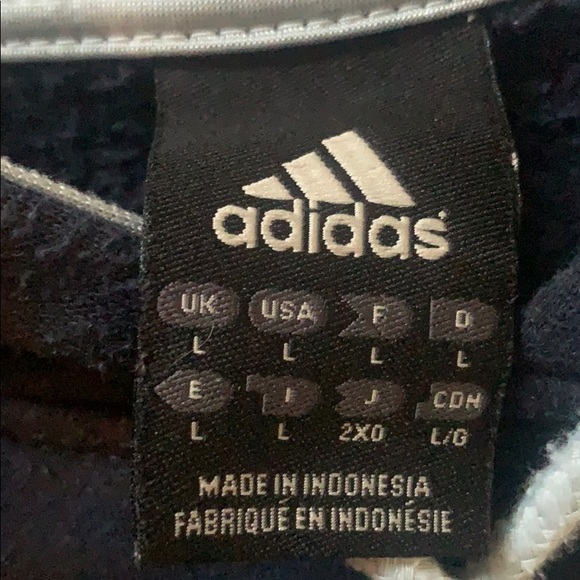 adidas
UK USA F D
L L L L
E I J CDN
L L 2XO L/G
MADE IN INDONESIA
FABRIQUÉ EN INDONÉSIE